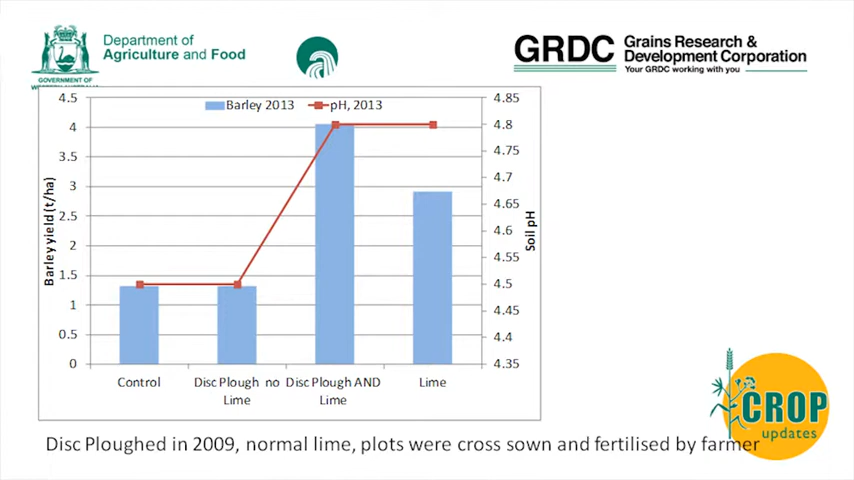 Department of
Agriculture and Food
GOVERNMENT OF
GRDC
Grains Research &
Development Corporation
Your GRDC working with you
Barley 2013
pH, 2013
Barley yield (t/ha)
4.5
4
3.5
3
2.5
2
1.5
1
0.5
0
4.85
4.8
4.75
4.7
4.65
4.6
4.55
4.5
4.45
4.4
4.35
Soil pH
Control
Disc Plough no
Lime
Disc Plough AND
Lime
Lime
CROP
updates
Disc Ploughed in 2009, normal lime, plots were cross sown and fertilised by farmer